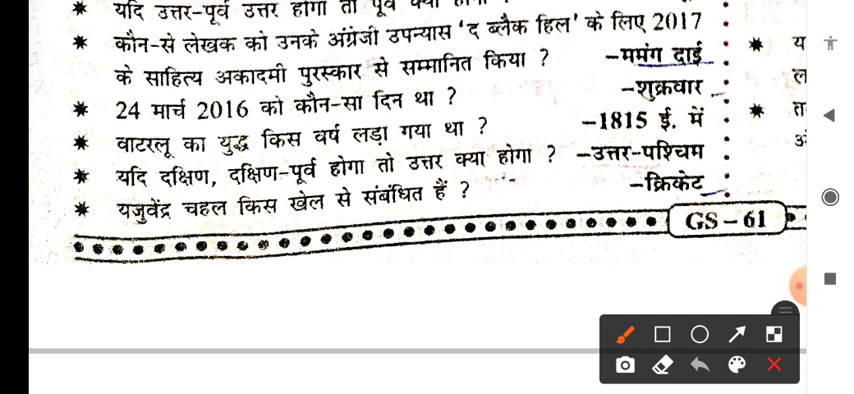 * यदि उत्तर-पूर्व उत्तर होगा तो पूर्व क्या होगा ?
* कौन-से लेखक को उनके अंग्रेजी उपन्यास 'द ब्लैक हिल' के लिए 2017
के साहित्य अकादमी पुरस्कार से सम्मानित किया ? –ममंग दाई
* 24 मार्च 2016 को कौन-सा दिन था ? –शुक्रवार
* वाटरलू का युद्ध किस वर्ष लड़ा गया था ? –1815 ई. में
* यदि दक्षिण, दक्षिण-पूर्व होगा तो उत्तर क्या होगा ? –उत्तर-पश्चिम
* यजुवेंद्र चहल किस खेल से संबंधित हैं ? –क्रिकेट
GS – 61
* य
ल
* त